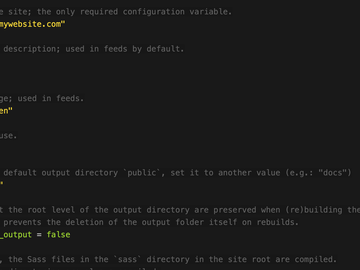 e site; the only required configuration variable.
mywebsite.com"
description; used in feeds by default.
ge; used in feeds.
en"
use.
default output directory `public`, set it to another value (e.g.: "docs")
"
t the root level of the output directory are preserved when (re)building the
prevents the deletion of the output folder itself on rebuilds.
_output = false
, the Sass files in the `sass` directory in the site root are compiled.